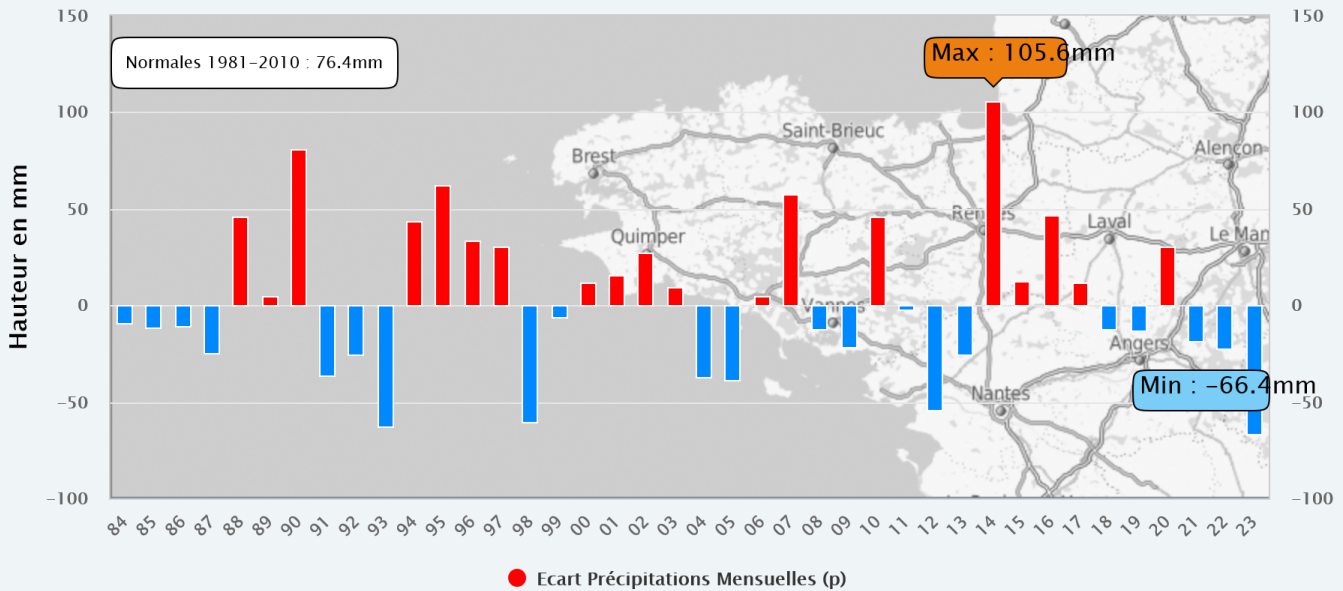 150
150
Normales 1981-2010 : 76.4mm
Max : 105.6mm
100
100
Saint-Brieuc
Brest
Alençon
50
50
Rennes
Laval
Quimper
Le Man
0
0
Vannes
Angers
Min : -66.4mm
Nantes
-50
-50
-100
-100
Hauteur en mm
84 85 86 87 88 89 90 91 92 93 94 95 96 97 98 99 00 01 02 03 04 05 06 07 08 09 10 11 12 13 14 15 16 17 18 19 20 21 22 23
Ecart Précipitations Mensuelles (p)